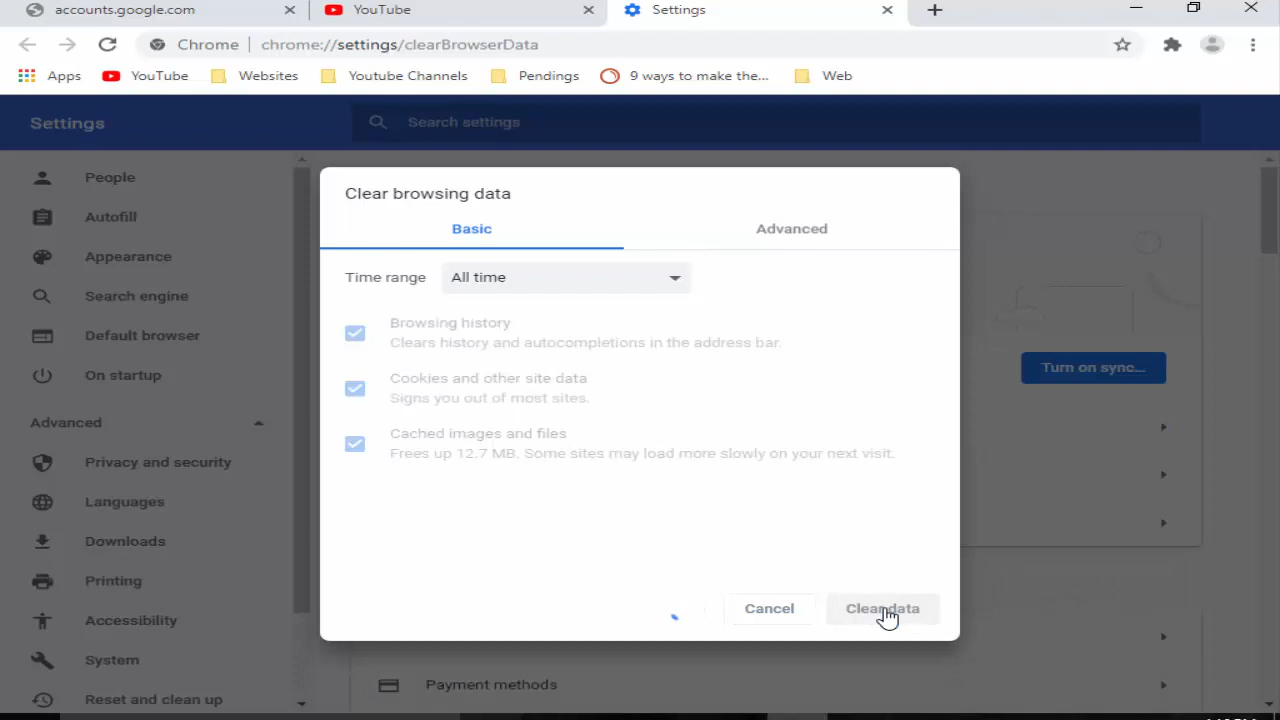 accounts.google.com
YouTube
Settings
Chrome
chrome://settings/clearBrowserData
Apps
YouTube
Websites
Youtube Channels
Pendings
9 ways to make the...
Web
Settings
Search settings
People
Autofill
Appearance
Search engine
Default browser
On startup
Advanced
Privacy and security
Languages
Downloads
Printing
Accessibility
System
Reset and clean up
Clear browsing data
Basic
Advanced
Time range
All time
Browsing history
Clears history and autocompletions in the address bar.
Cookies and other site data
Signs you out of most sites.
Cached images and files
Frees up 12.7 MB. Some sites may load more slowly on your next visit.
Cancel
Clear data
Turn on sync...
Payment methods